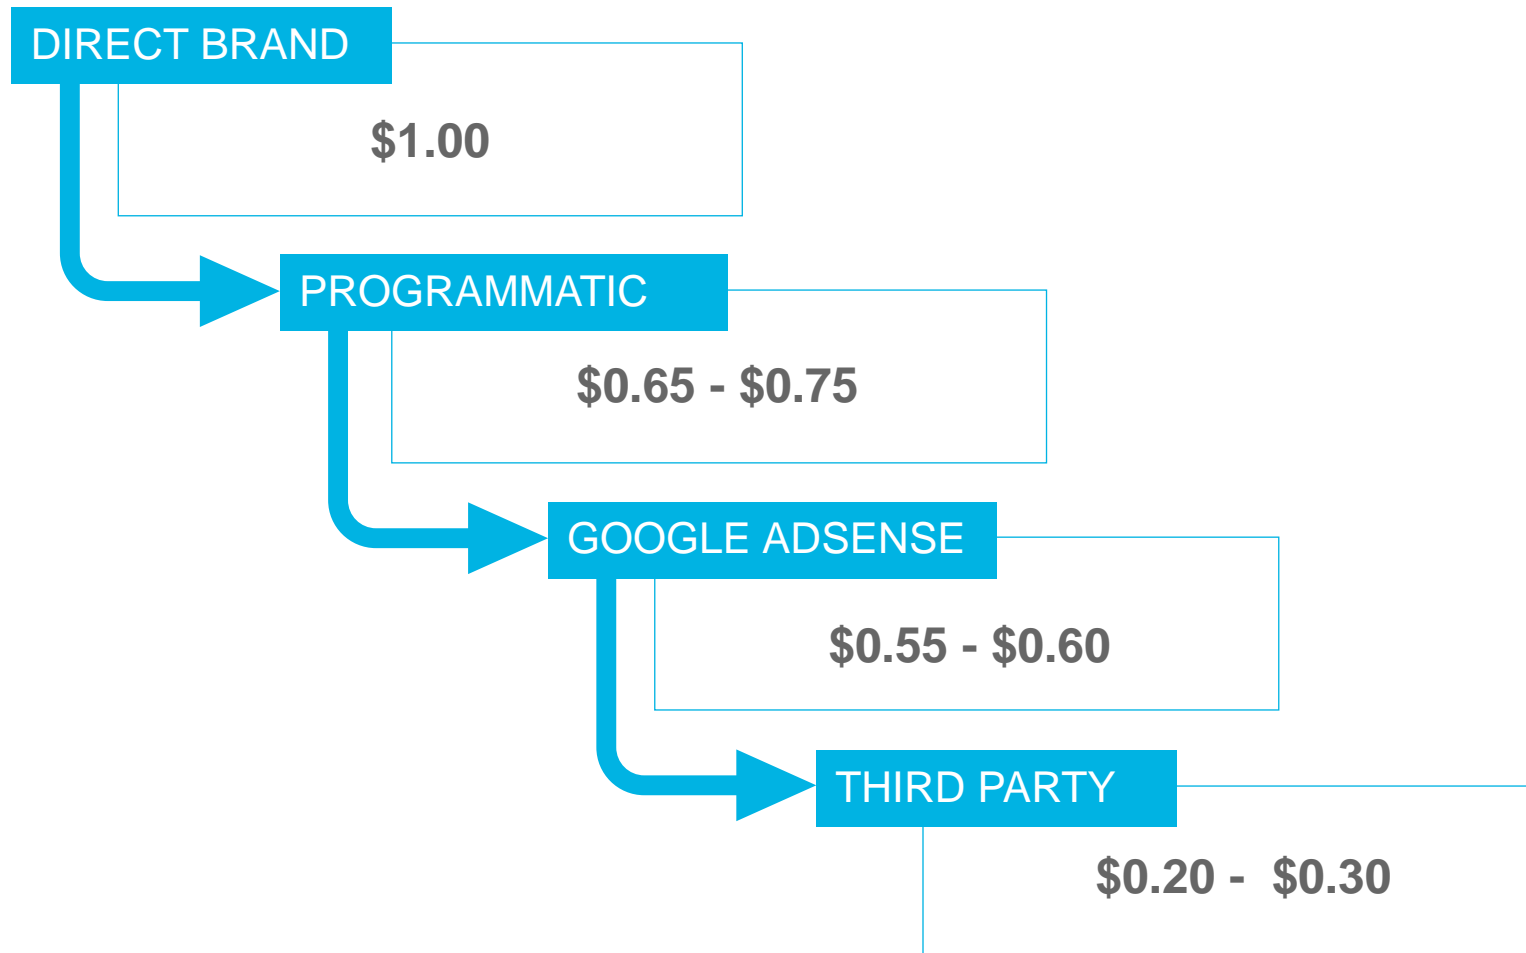 DIRECT BRAND
$1.00
PROGRAMMATIC
$0.65 - $0.75
GOOGLE ADSENSE
$0.55 - $0.60
THIRD PARTY
$0.20 -  $0.30